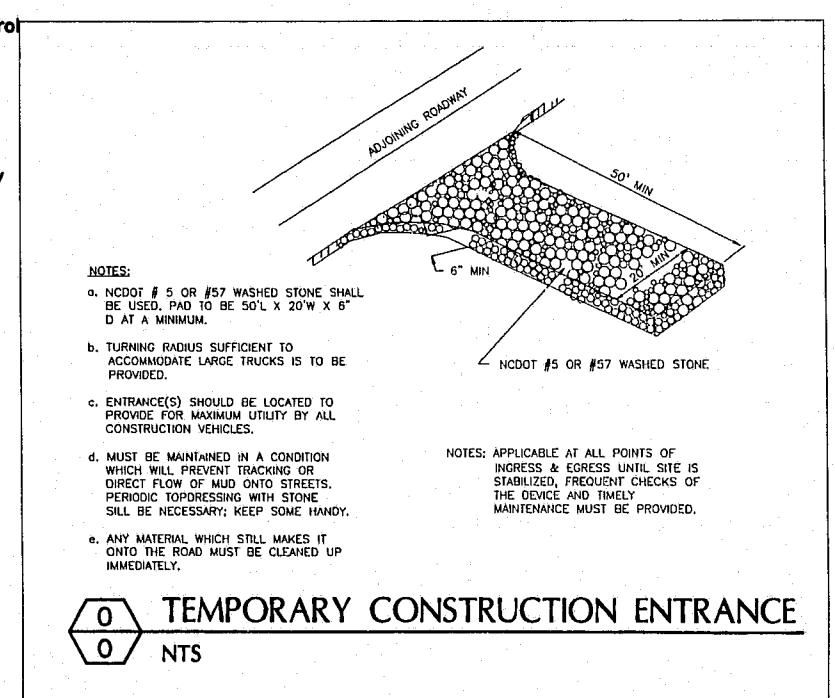 rol
y
ADJOINING ROADWAY
50' MIN
20' MIN
6" MIN
NCDOT #5 OR #57 WASHED STONE
NOTES:
a. NCDOT # 5 OR #57 WASHED STONE SHALL
BE USED. PAD TO BE 50'L X 20'W X 6"
D AT A MINIMUM.
b. TURNING RADIUS SUFFICIENT TO
ACCOMMODATE LARGE TRUCKS IS TO BE
PROVIDED.
c. ENTRANCE(S) SHOULD BE LOCATED TO
PROVIDE FOR MAXIMUM UTILITY BY ALL
CONSTRUCTION VEHICLES.
d. MUST BE MAINTAINED IN A CONDITION
WHICH WILL PREVENT TRACKING OR
DIRECT FLOW OF MUD ONTO STREETS.
PERIODIC TOPDRESSING WITH STONE
SILL BE NECESSARY; KEEP SOME HANDY.
e. ANY MATERIAL WHICH STILL MAKES IT
ONTO THE ROAD MUST BE CLEANED UP
IMMEDIATELY.
NOTES: APPLICABLE AT ALL POINTS OF
INGRESS & EGRESS UNTIL SITE IS
STABILIZED, FREQUENT CHECKS OF
THE DEVICE AND TIMELY
MAINTENANCE MUST BE PROVIDED.
0
0
TEMPORARY CONSTRUCTION ENTRANCE
NTS